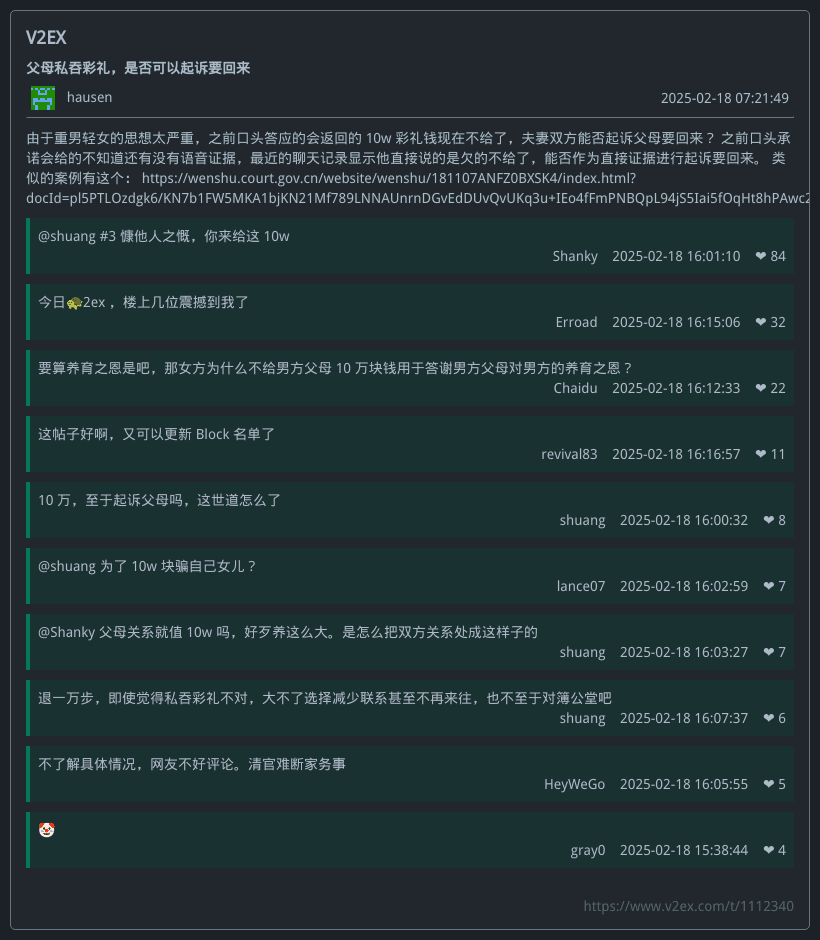 V2EX
父母私吞彩礼，是否可以起诉要回来
hausen
2025-02-18 07:21:49
由于重男轻女的思想太严重，之前口头答应的会返回的 10w 彩礼钱现在不给了，夫妻双方能否起诉父母要回来？之前口头承
诺会给的不知道还有没有语音证据，最近的聊天记录显示他直接说的是欠的不给了，能否作为直接证据进行起诉要回来。 类
似的案例有这个： https://wenshu.court.gov.cn/website/wenshu/181107ANFZ0BXSK4/index.html?
docId=pl5PTLOzdgk6/KN7b1FW5MKA1bjKN21Mf789LNNAUnrnDGvEdDUvQvUKq3u+IEo4fFmPNBQpL94jS5Iai5fOqHt8hPAwc2
@shuang #3 慷他人之慨，你来给这 10w
Shanky 2025-02-18 16:01:10 ❤ 84
今日🐢2ex ，楼上几位震撼到我了
Erroad 2025-02-18 16:15:06 ❤ 32
要算养育之恩是吧，那女方为什么不给男方父母 10 万块钱用于答谢男方父母对男方的养育之恩？
Chaidu 2025-02-18 16:12:33 ❤ 22
这帖子好啊，又可以更新 Block 名单了
revival83 2025-02-18 16:16:57 ❤ 11
10 万，至于起诉父母吗，这世道怎么了
shuang 2025-02-18 16:00:32 ❤ 8
@shuang 为了 10w 块骗自己女儿？
lance07 2025-02-18 16:02:59 ❤ 7
@Shanky 父母关系就值 10w 吗，好歹养这么大。是怎么把双方关系处成这样子的
shuang 2025-02-18 16:03:27 ❤ 7
退一万步，即使觉得私吞彩礼不对，大不了选择减少联系甚至不再来往，也不至于对簿公堂吧
shuang 2025-02-18 16:07:37 ❤ 6
不了解具体情况，网友不好评论。清官难断家务事
HeyWeGo 2025-02-18 16:05:55 ❤ 5
🤡
gray0 2025-02-18 15:38:44 ❤ 4
https://www.v2ex.com/t/1112340